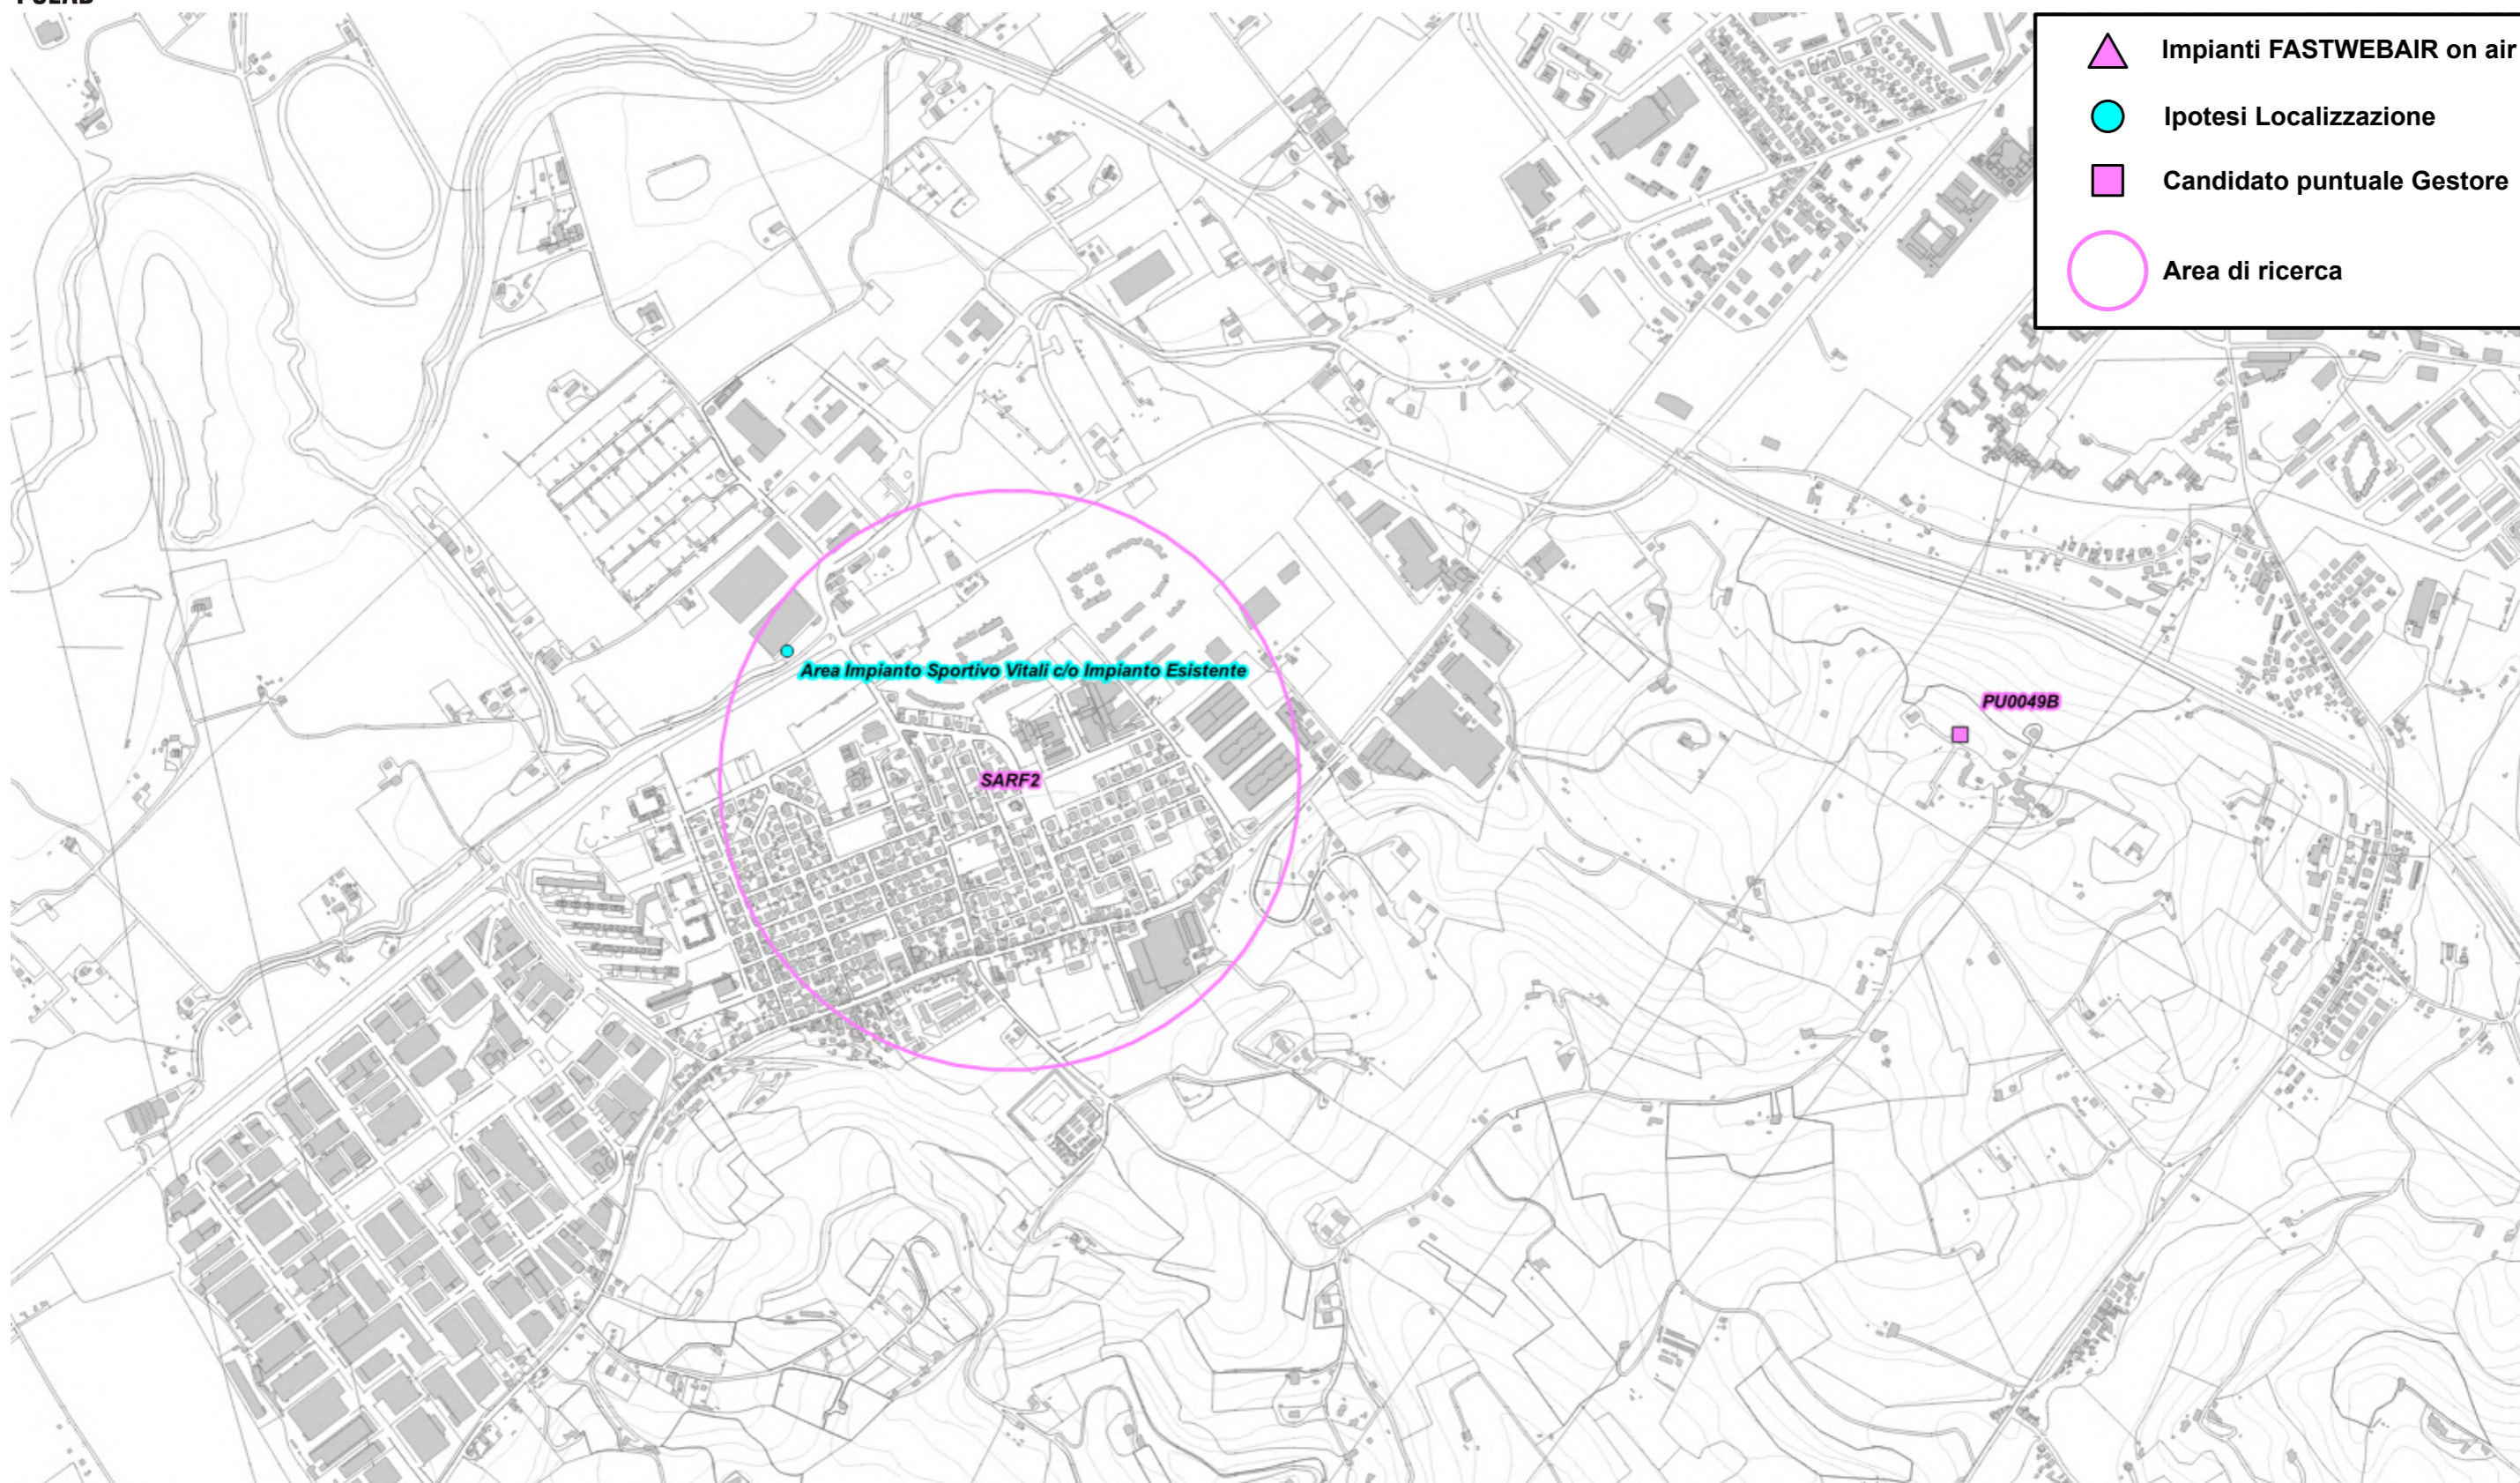 Impianti FASTWEBAIR on air
Ipotesi Localizzazione
Candidato puntuale Gestore
Area di ricerca
Area Impianto Sportivo Vitali c/o Impianto Esistente
PU0049B
SARF2